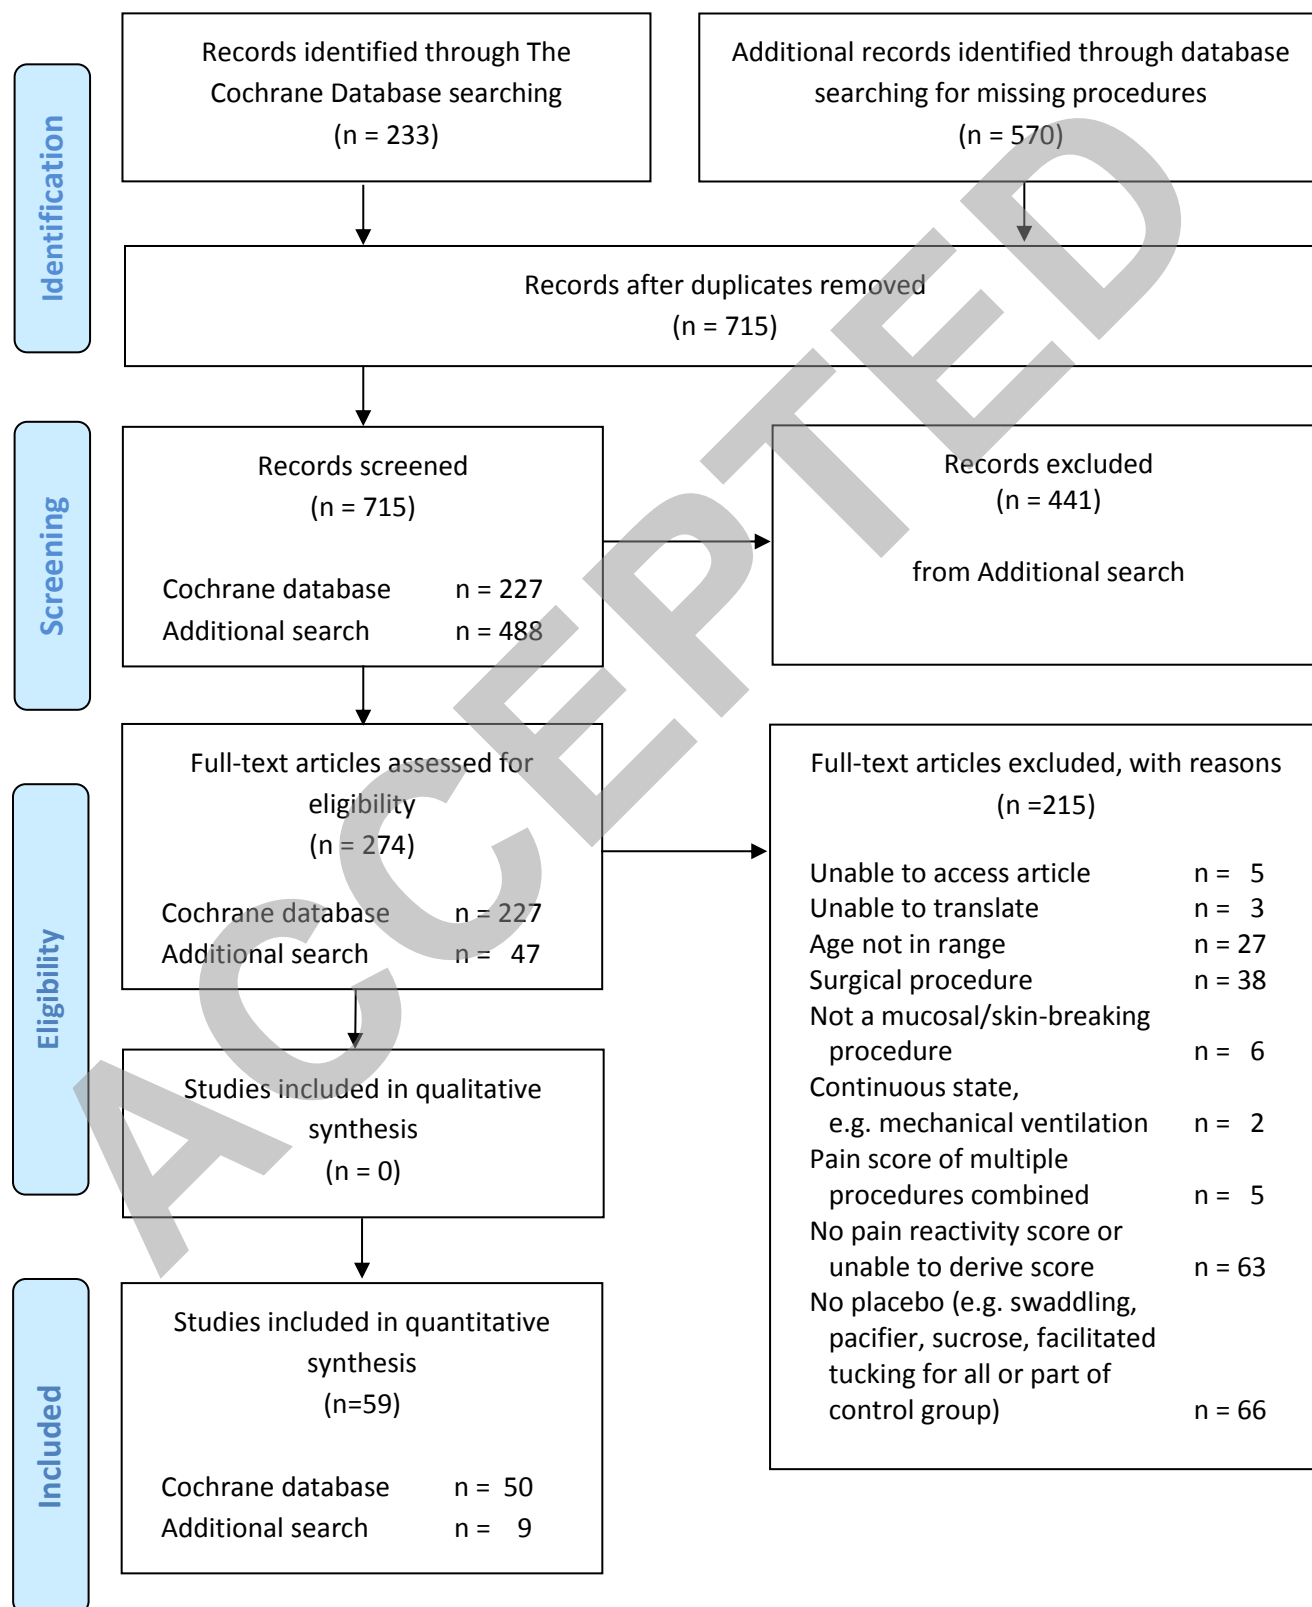 Identification
Records identified through The
Cochrane Database searching
(n = 233)
Additional records identified through database
searching for missing procedures
(n = 570)
Records after duplicates removed
(n = 715)
Screening
Records screened
(n = 715)
Cochrane database n = 227
Additional search n = 488
Records excluded
(n = 441)
from Additional search
Eligibility
Full-text articles assessed for
eligibility
(n = 274)
Cochrane database n = 227
Additional search n = 47
Full-text articles excluded, with reasons
(n =215)
Unable to access article n = 5
Unable to translate n = 3
Age not in range n = 27
Surgical procedure n = 38
Not a mucosal/skin-breaking
procedure n = 6
Continuous state,
e.g. mechanical ventilation n = 2
Pain score of multiple
procedures combined n = 5
No pain reactivity score or
unable to derive score n = 63
No placebo (e.g. swaddling,
pacifier, sucrose, facilitated
tucking for all or part of
control group) n = 66
Studies included in qualitative
synthesis
(n = 0)
Included
Studies included in quantitative
synthesis
(n=59)
Cochrane database n = 50
Additional search n = 9
ACCEPTED